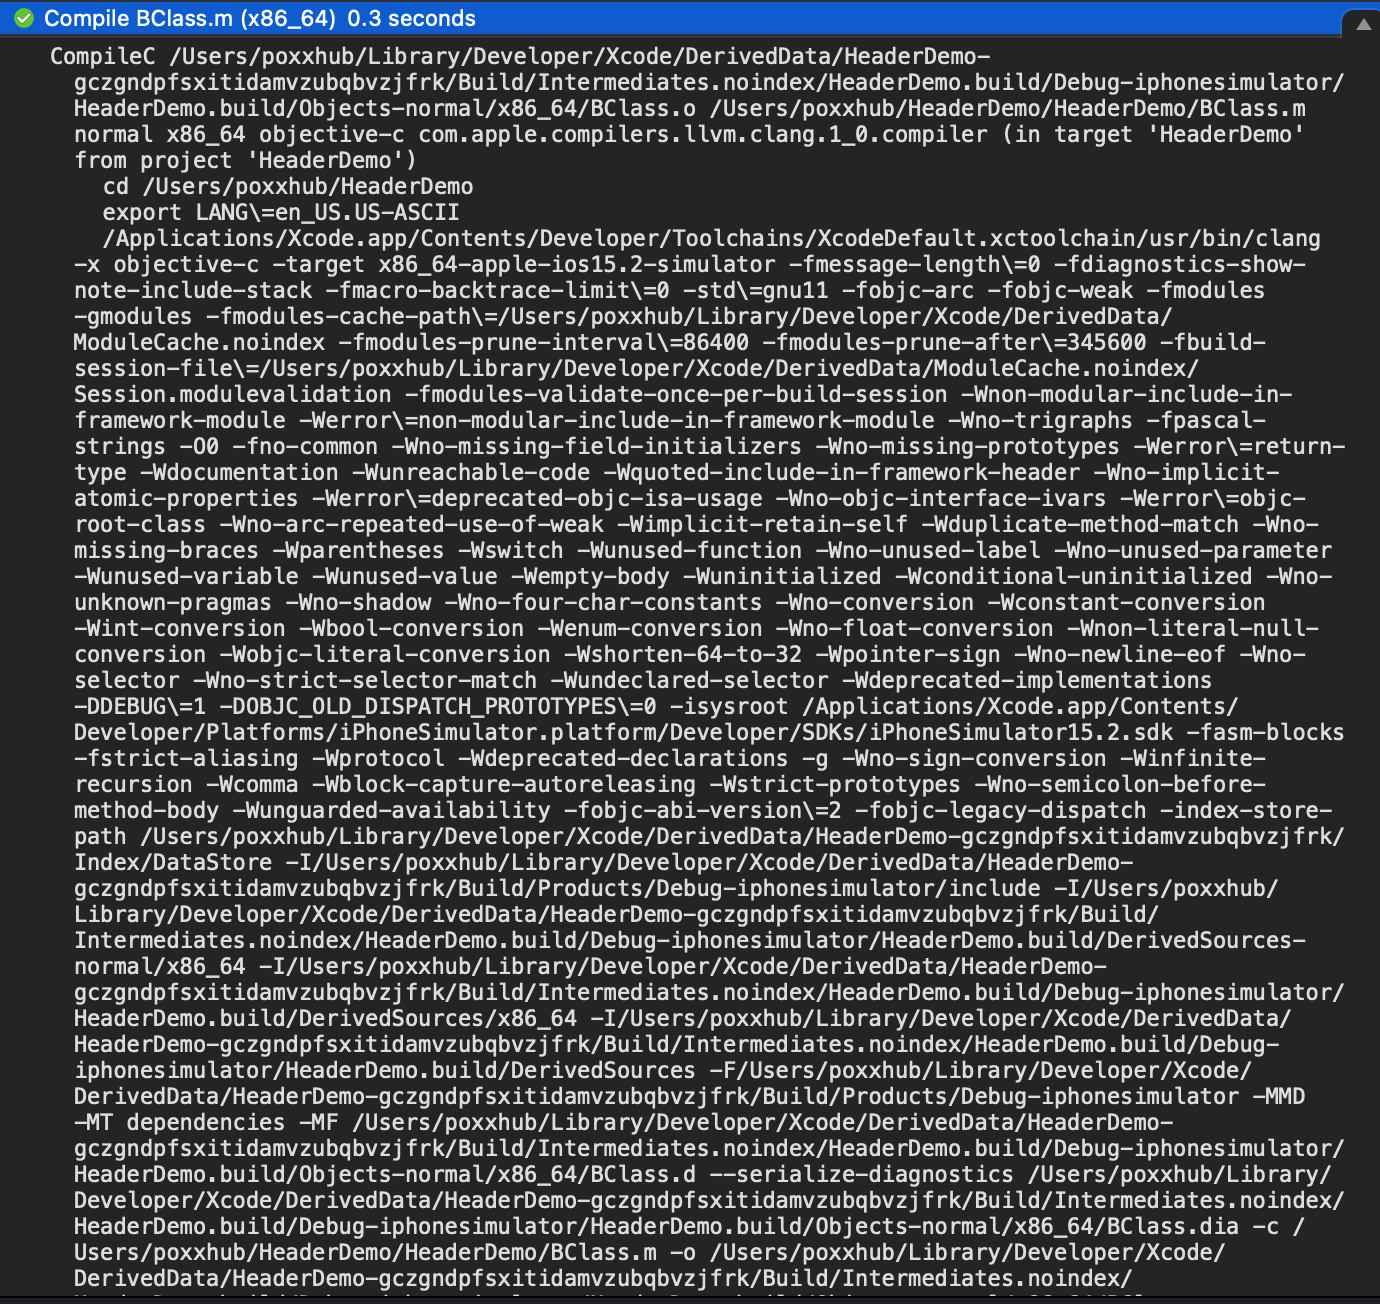 Compile BClass.m (x86_64) 0.3 seconds
CompileC /Users/poxxhub/Library/Developer/Xcode/DerivedData/HeaderDemo-
gczgndpfsxitidamvzubqbvzjfrk/Build/Intermediates.noindex/HeaderDemo.build/Debug-iphonesimulator/
HeaderDemo.build/Objects-normal/x86_64/BClass.o /Users/poxxhub/HeaderDemo/HeaderDemo/BClass.m
normal x86_64 objective-c com.apple.compilers.llvm.clang.1_0.compiler (in target 'HeaderDemo'
from project 'HeaderDemo')
cd /Users/poxxhub/HeaderDemo
export LANG\=en_US.US-ASCII
/Applications/Xcode.app/Contents/Developer/Toolchains/XcodeDefault.xctoolchain/usr/bin/clang
-x objective-c -target x86_64-apple-ios15.2-simulator -fmessage-length\=0 -fdiagnostics-show-
note-include-stack -fmacro-backtrace-limit\=0 -std\=gnu11 -fobjc-arc -fobjc-weak -fmodules
-gmodules -fmodules-cache-path\=/Users/poxxhub/Library/Developer/Xcode/DerivedData/
ModuleCache.noindex -fmodules-prune-interval\=86400 -fmodules-prune-after\=345600 -fbuild-
session-file\=/Users/poxxhub/Library/Developer/Xcode/DerivedData/ModuleCache.noindex/
Session.modulevalidation -fmodules-validate-once-per-build-session -Wnon-modular-include-in-
framework-module -Werror\=non-modular-include-in-framework-module -Wno-trigraphs -fpascal-
strings -O0 -fno-common -Wno-missing-field-initializers -Wno-missing-prototypes -Werror\=return-
type -Wdocumentation -Wunreachable-code -Wquoted-include-in-framework-header -Wno-implicit-
atomic-properties -Werror\=deprecated-objc-isa-usage -Wno-objc-interface-ivars -Werror\=objc-
root-class -Wno-arc-repeated-use-of-weak -Wimplicit-retain-self -Wduplicate-method-match -Wno-
missing-braces -Wparentheses -Wswitch -Wunused-function -Wno-unused-label -Wno-unused-parameter
-Wunused-variable -Wunused-value -Wempty-body -Wuninitialized -Wconditional-uninitialized -Wno-
unknown-pragmas -Wno-shadow -Wno-four-char-constants -Wno-conversion -Wconstant-conversion
-Wint-conversion -Wbool-conversion -Wenum-conversion -Wno-float-conversion -Wnon-literal-null-
conversion -Wobjc-literal-conversion -Wshorten-64-to-32 -Wpointer-sign -Wno-newline-eof -Wno-
selector -Wno-strict-selector-match -Wundeclared-selector -Wdeprecated-implementations
-DDEBUG\=1 -DOBJC_OLD_DISPATCH_PROTOTYPES\=0 -isysroot /Applications/Xcode.app/Contents/
Developer/Platforms/iPhoneSimulator.platform/Developer/SDKs/iPhoneSimulator15.2.sdk -fasm-blocks
-fstrict-aliasing -Wprotocol -Wdeprecated-declarations -g -Wno-sign-conversion -Winfinite-
recursion -Wcomma -Wblock-capture-autoreleasing -Wstrict-prototypes -Wno-semicolon-before-
method-body -Wunguarded-availability -fobjc-abi-version\=2 -fobjc-legacy-dispatch -index-store-
path /Users/poxxhub/Library/Developer/Xcode/DerivedData/HeaderDemo-gczgndpfsxitidamvzubqbvzjfrk/
Index/DataStore -I/Users/poxxhub/Library/Developer/Xcode/DerivedData/HeaderDemo-
gczgndpfsxitidamvzubqbvzjfrk/Build/Products/Debug-iphonesimulator/include -I/Users/poxxhub/
Library/Developer/Xcode/DerivedData/HeaderDemo-gczgndpfsxitidamvzubqbvzjfrk/Build/
Intermediates.noindex/HeaderDemo.build/Debug-iphonesimulator/HeaderDemo.build/DerivedSources-
normal/x86_64 -I/Users/poxxhub/Library/Developer/Xcode/DerivedData/HeaderDemo-
gczgndpfsxitidamvzubqbvzjfrk/Build/Intermediates.noindex/HeaderDemo.build/Debug-iphonesimulator/
HeaderDemo.build/DerivedSources/x86_64 -I/Users/poxxhub/Library/Developer/Xcode/DerivedData/
HeaderDemo-gczgndpfsxitidamvzubqbvzjfrk/Build/Intermediates.noindex/HeaderDemo.build/Debug-
iphonesimulator/HeaderDemo.build/DerivedSources -F/Users/poxxhub/Library/Developer/Xcode/
DerivedData/HeaderDemo-gczgndpfsxitidamvzubqbvzjfrk/Build/Products/Debug-iphonesimulator -MMD
-MT dependencies -MF /Users/poxxhub/Library/Developer/Xcode/DerivedData/HeaderDemo-
gczgndpfsxitidamvzubqbvzjfrk/Build/Intermediates.noindex/HeaderDemo.build/Debug-iphonesimulator/
HeaderDemo.build/Objects-normal/x86_64/BClass.d --serialize-diagnostics /Users/poxxhub/Library/
Developer/Xcode/DerivedData/HeaderDemo-gczgndpfsxitidamvzubqbvzjfrk/Build/Intermediates.noindex/
HeaderDemo.build/Debug-iphonesimulator/HeaderDemo.build/Objects-normal/x86_64/BClass.dia -c /
Users/poxxhub/HeaderDemo/HeaderDemo/BClass.m -o /Users/poxxhub/Library/Developer/Xcode/
DerivedData/HeaderDemo-gczgndpfsxitidamvzubqbvzjfrk/Build/Intermediates.noindex/